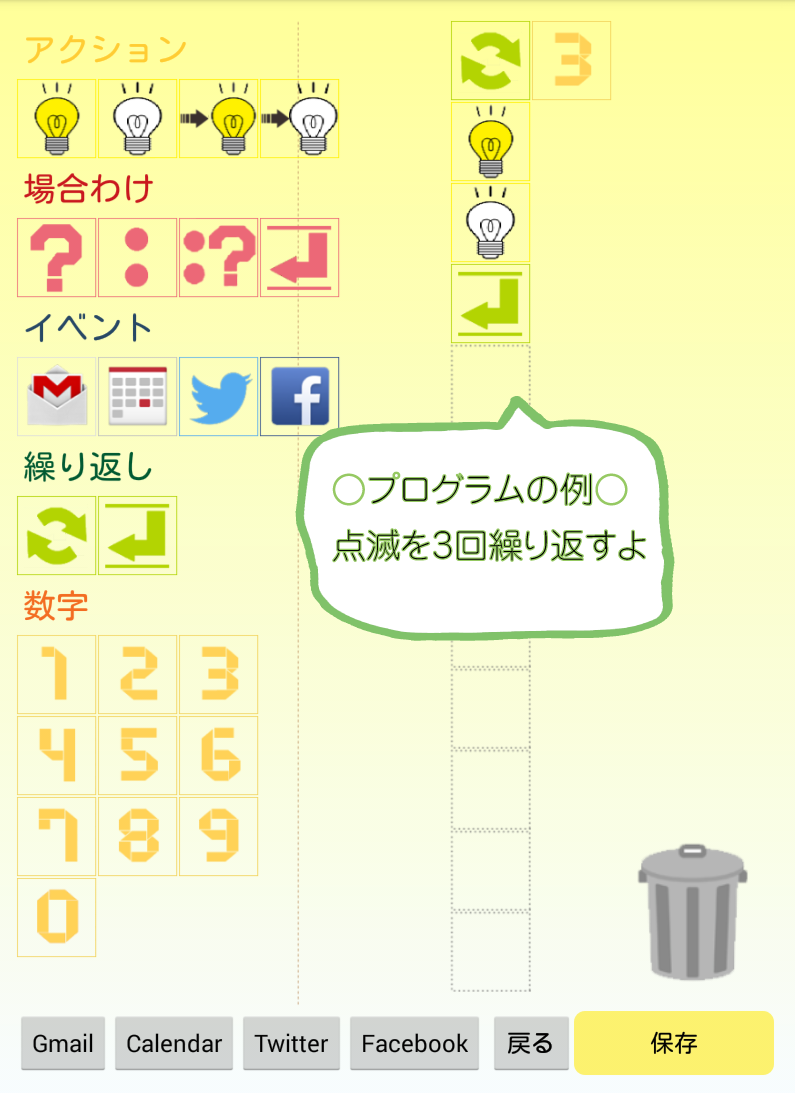 アクション
3
場合わけ
? : :?
イベント
M
f
繰り返し
○プログラムの例○
点滅を3回繰り返すよ
数字
1 2 3
4 5 6
7 8 9
0
Gmail Calendar Twitter Facebook 戻る 保存